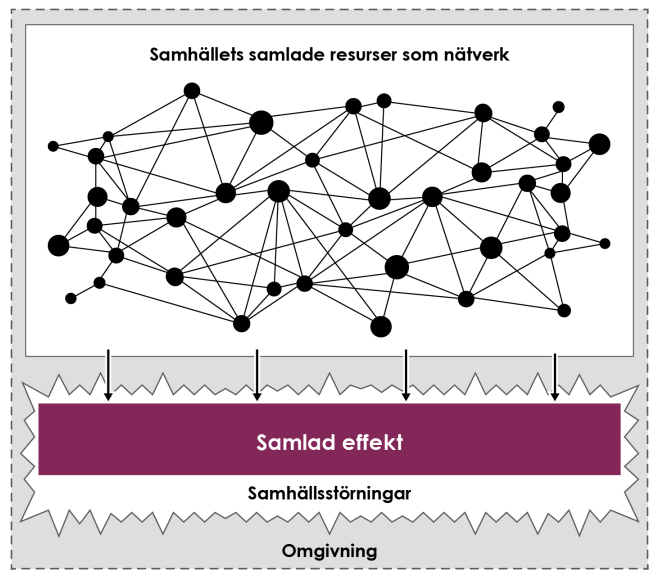 Samhällets samlade resurser som nätverk
Samlad effekt
Samhällsstörningar
Omgivning